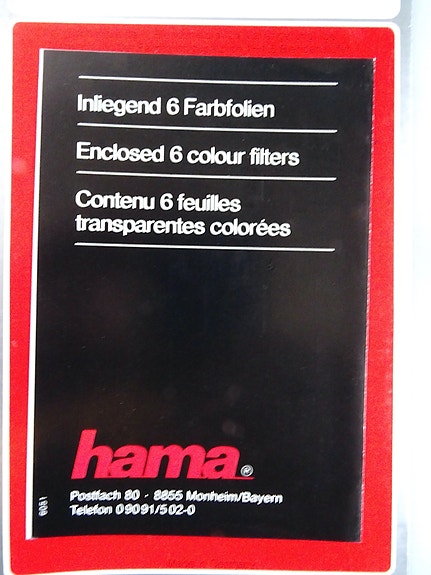 Inliegend 6 Farbfolien
Enclosed 6 colour filters
Contenu 6 feuilles
transparentes colorées
hama®
Postfach 80 - 8855 Monheim/Bayern
Telefon 09091/502-0